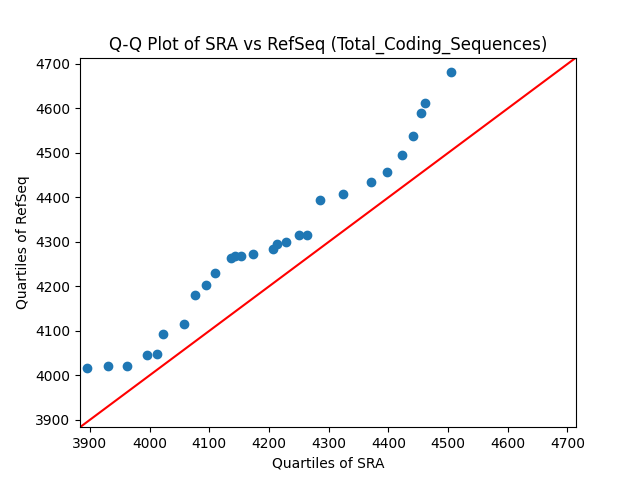 Q-Q Plot of SRA vs RefSeq (Total_Coding_Sequences)
4700
4600
4500
4400
4300
4200
4100
4000
3900
Quartiles of RefSeq
3900 4000 4100 4200 4300 4400 4500 4600 4700
Quartiles of SRA